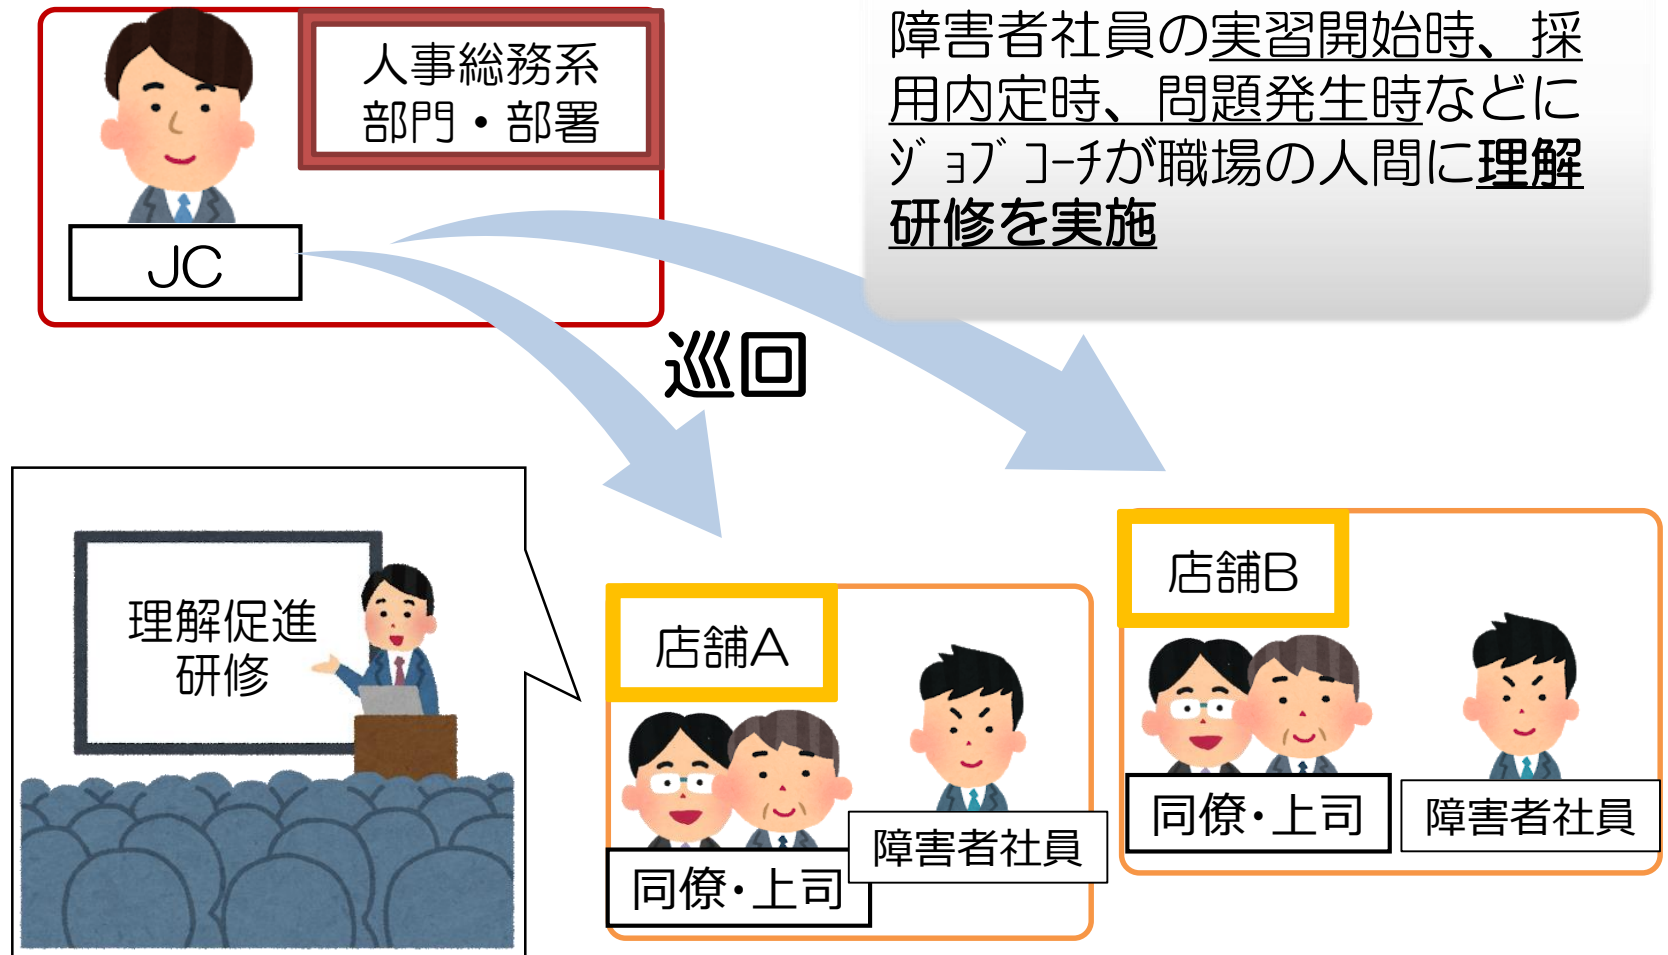 人事総務系
部門・部署
JC
障害者社員の実習開始時、採
用内定時、問題発生時などに
ｼﾞｮﾌﾞｺｰﾁが職場の人間に理解
研修を実施
巡回
理解促進
研修
店舗A
同僚・上司
障害者社員
店舗B
同僚・上司
障害者社員